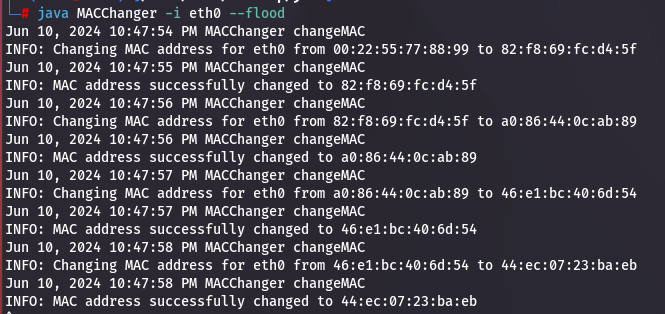 # java MACChanger -i eth0 --flood
Jun 10, 2024 10:47:54 PM MACChanger changeMAC
INFO: Changing MAC address for eth0 from 00:22:55:77:88:99 to 82:f8:69:fc:d4:5f
Jun 10, 2024 10:47:55 PM MACChanger changeMAC
INFO: MAC address successfully changed to 82:f8:69:fc:d4:5f
Jun 10, 2024 10:47:56 PM MACChanger changeMAC
INFO: Changing MAC address for eth0 from 82:f8:69:fc:d4:5f to a0:86:44:0c:ab:89
Jun 10, 2024 10:47:56 PM MACChanger changeMAC
INFO: MAC address successfully changed to a0:86:44:0c:ab:89
Jun 10, 2024 10:47:57 PM MACChanger changeMAC
INFO: Changing MAC address for eth0 from a0:86:44:0c:ab:89 to 46:e1:bc:40:6d:54
Jun 10, 2024 10:47:57 PM MACChanger changeMAC
INFO: MAC address successfully changed to 46:e1:bc:40:6d:54
Jun 10, 2024 10:47:58 PM MACChanger changeMAC
INFO: Changing MAC address for eth0 from 46:e1:bc:40:6d:54 to 44:ec:07:23:ba:eb
Jun 10, 2024 10:47:58 PM MACChanger changeMAC
INFO: MAC address successfully changed to 44:ec:07:23:ba:eb